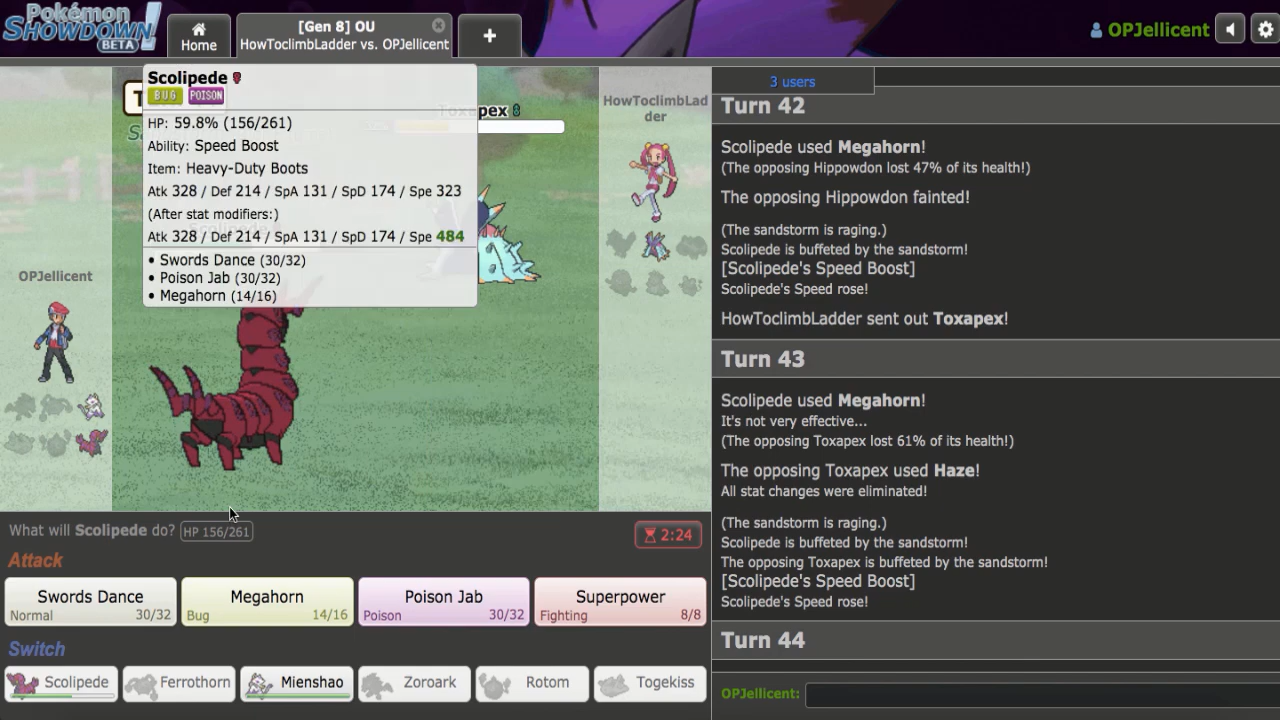 Pokémon
SHOWDOWN!
BETA
Home
[Gen 8] OU
HowToclimbLadder vs. OPJellicent
+
OPJellicent
Scolipede
BUG POISON
HP: 59.8% (156/261)
Ability: Speed Boost
Item: Heavy-Duty Boots
Atk 328 / Def 214 / SpA 131 / SpD 174 / Spe 323
(After stat modifiers:)
Atk 328 / Def 214 / SpA 131 / SpD 174 / Spe 484
• Swords Dance (30/32)
• Poison Jab (30/32)
• Megahorn (14/16)
Toxapex
HowToclimbLad
der
OPJellicent
What will Scolipede do? HP 156/261
2:24
Attack
Swords Dance
Normal 30/32
Megahorn
Bug 14/16
Poison Jab
Poison 30/32
Superpower
Fighting 8/8
Switch
Scolipede Ferrothorn Mienshao Zoroark Rotom Togekiss
3 users
Turn 42
Scolipede used Megahorn!
(The opposing Hippowdon lost 47% of its health!)
The opposing Hippowdon fainted!
(The sandstorm is raging.)
Scolipede is buffeted by the sandstorm!
[Scolipede's Speed Boost]
Scolipede's Speed rose!
HowToclimbLadder sent out Toxapex!
Turn 43
Scolipede used Megahorn!
It's not very effective...
(The opposing Toxapex lost 61% of its health!)
The opposing Toxapex used Haze!
All stat changes were eliminated!
(The sandstorm is raging.)
Scolipede is buffeted by the sandstorm!
The opposing Toxapex is buffeted by the sandstorm!
[Scolipede's Speed Boost]
Scolipede's Speed rose!
Turn 44
OPJellicent: